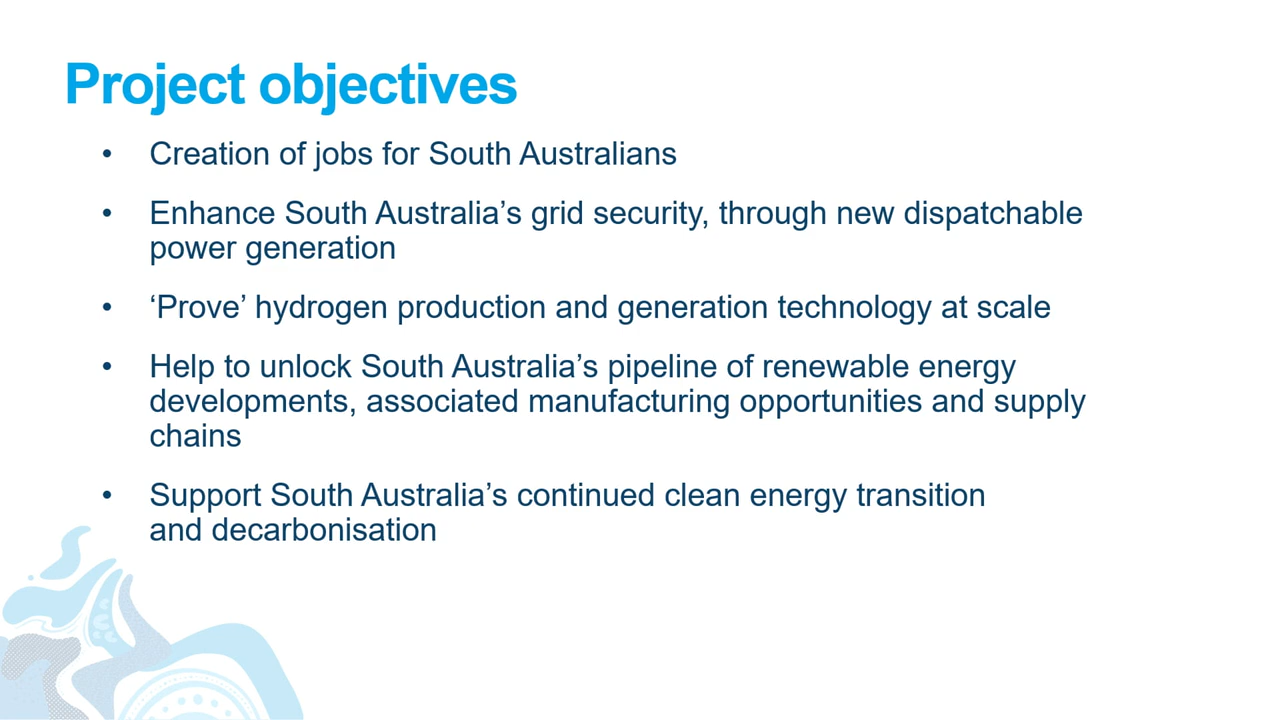 Project objectives
• Creation of jobs for South Australians
• Enhance South Australia’s grid security, through new dispatchable
power generation
• ‘Prove’ hydrogen production and generation technology at scale
• Help to unlock South Australia’s pipeline of renewable energy
developments, associated manufacturing opportunities and supply
chains
• Support South Australia’s continued clean energy transition
and decarbonisation